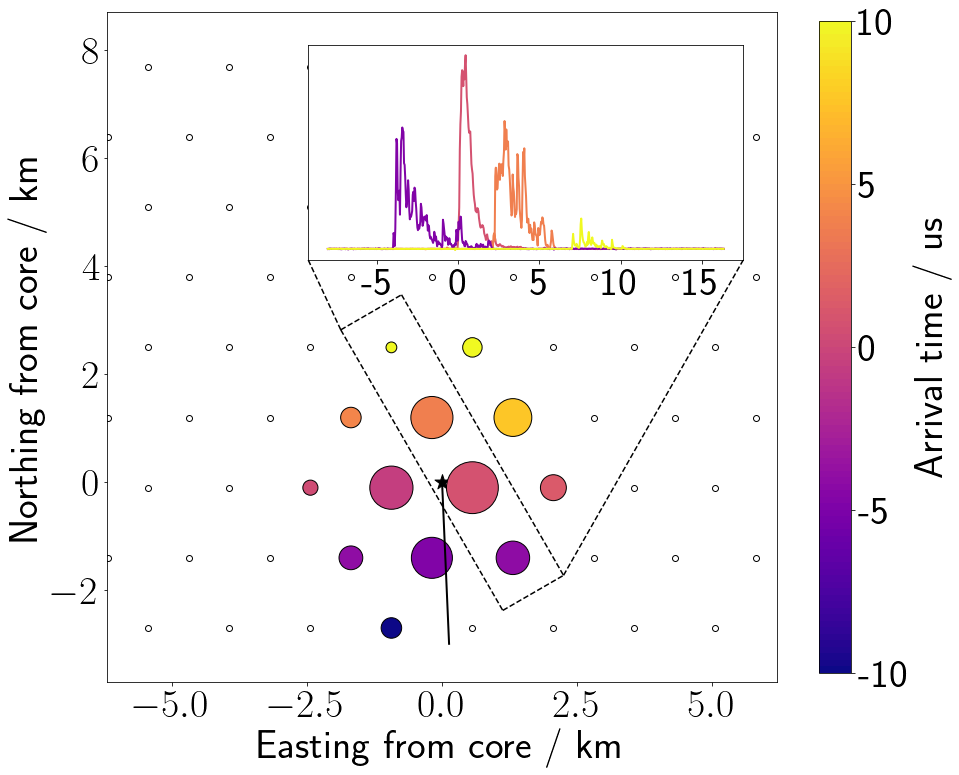 10
8
6
5
Northing from core / km
Arrival time / us
4
-5 0 5 10 15
2
0
0
-5
−2
-10
−5.0 −2.5 0.0 2.5 5.0
Easting from core / km